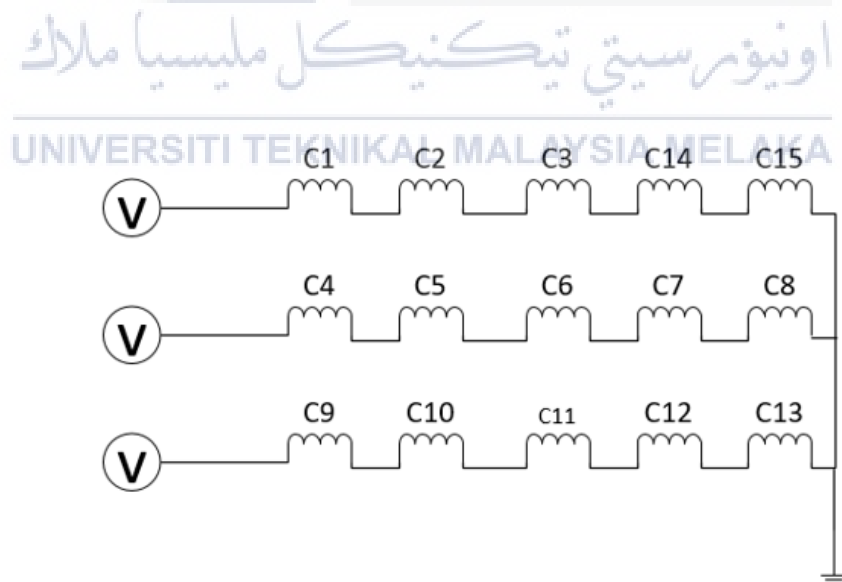 اونيۏرسيتي تيكنيكل مليسيا ملاك
UNIVERSITI TEKNIKAL MALAYSIA MELAKA
C1 C2 C3 C14 C15
V
C4 C5 C6 C7 C8
V
C9 C10 C11 C12 C13
V